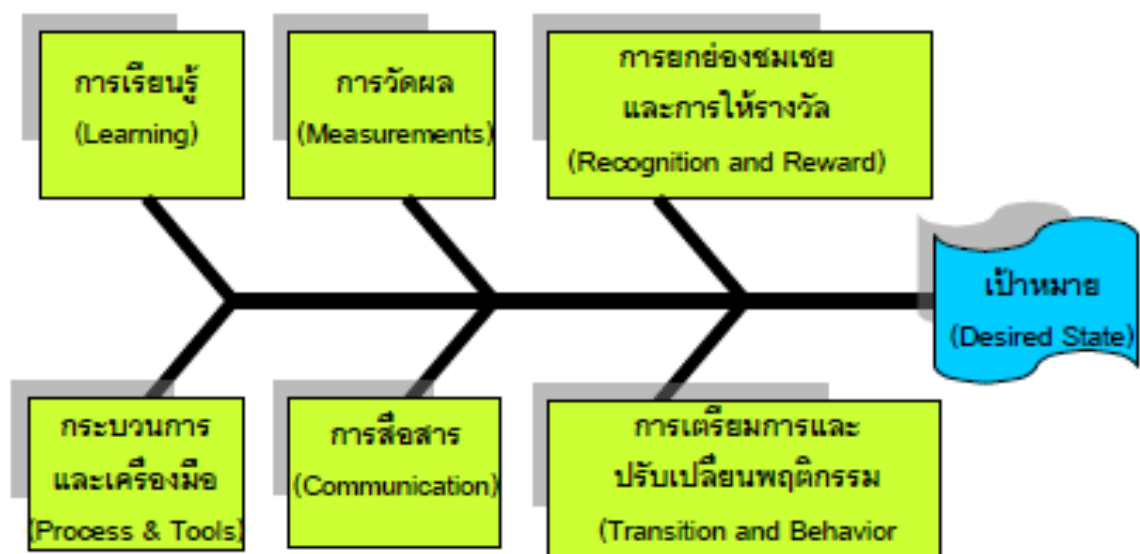 การเรียนรู้
(Learning)
การวัดผล
(Measurements)
การยกย่องชมเชย
และการให้รางวัล
(Recognition and Reward)
เป้าหมาย
(Desired State)
กระบวนการ
และเครื่องมือ
(Process & Tools)
การสื่อสาร
(Communication)
การเตรียมการและ
ปรับเปลี่ยนพฤติกรรม
(Transition and Behavior